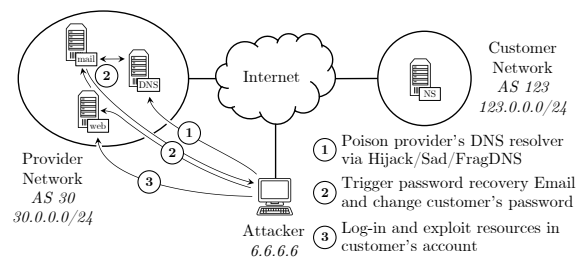 mail
2
DNS
web
Internet
NS
Customer
Network
AS 123
123.0.0.0/24
1
2
3
Provider
Network
AS 30
30.0.0.0/24
Attacker
6.6.6.6
1 Poison provider's DNS resolver
via Hijack/Sad/FragDNS
2 Trigger password recovery Email
and change customer's password
3 Log-in and exploit resources in
customer's account